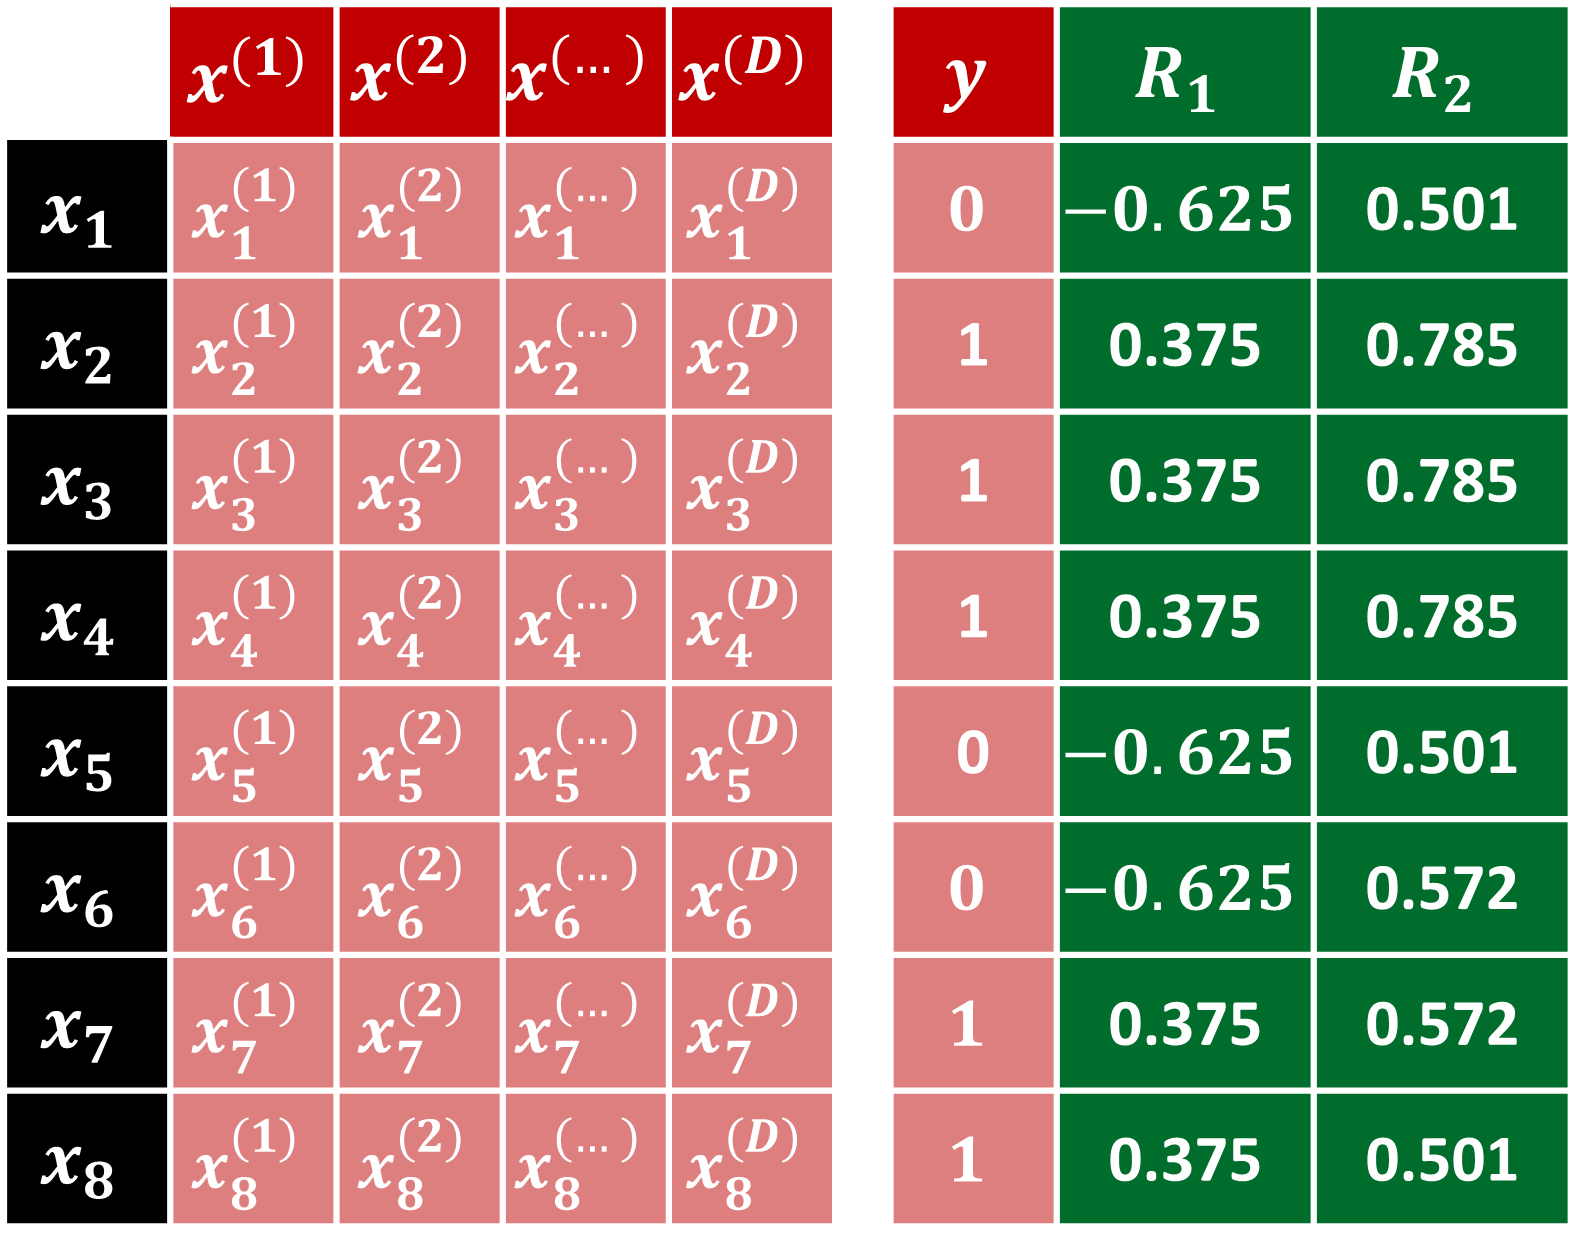 x^(1) x^(2) x^(…) x^(D) y R_1 R_2
x_1 x_1^(1) x_1^(2) x_1^(…) x_1^(D) 0 −0.625 0.501
x_2 x_2^(1) x_2^(2) x_2^(…) x_2^(D) 1 0.375 0.785
x_3 x_3^(1) x_3^(2) x_3^(…) x_3^(D) 1 0.375 0.785
x_4 x_4^(1) x_4^(2) x_4^(…) x_4^(D) 1 0.375 0.785
x_5 x_5^(1) x_5^(2) x_5^(…) x_5^(D) 0 −0.625 0.501
x_6 x_6^(1) x_6^(2) x_6^(…) x_6^(D) 0 −0.625 0.572
x_7 x_7^(1) x_7^(2) x_7^(…) x_7^(D) 1 0.375 0.572
x_8 x_8^(1) x_8^(2) x_8^(…) x_8^(D) 1 0.375 0.501